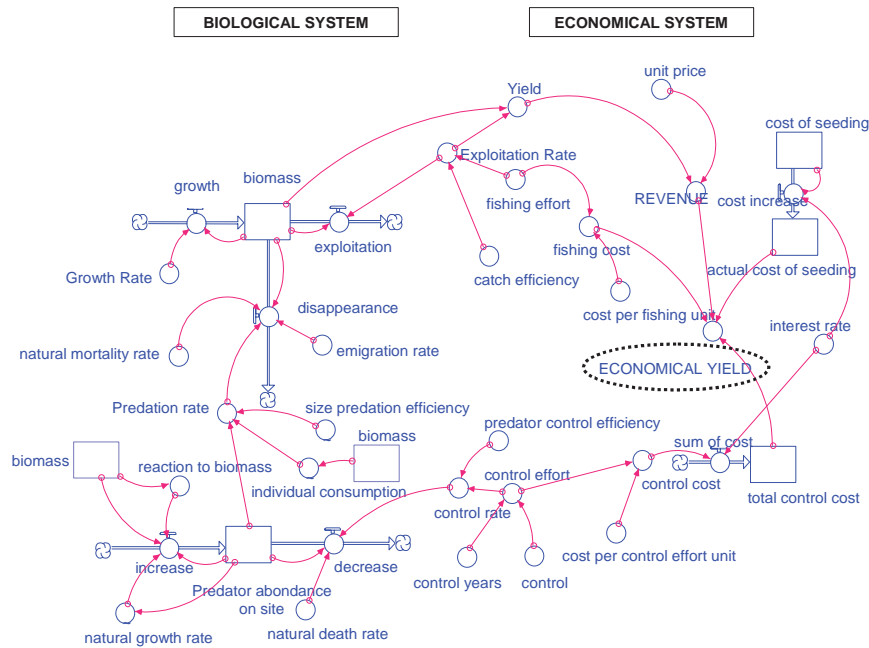 BIOLOGICAL SYSTEM
ECONOMICAL SYSTEM
unit price
Yield
cost of seeding
Exploitation Rate
growth
biomass
fishing effort
REVENUE
cost increase
exploitation
fishing cost
Growth Rate
catch efficiency
actual cost of seeding
disappearance
cost per fishing unit
interest rate
natural mortality rate
emigration rate
ECONOMICAL YIELD
Predation rate
size predation efficiency
predator control efficiency
biomass
sum of cost
biomass
reaction to biomass
individual consumption
control effort
control cost
total control cost
control rate
increase
decrease
cost per control effort unit
control years
control
Predator abondance
on site
natural growth rate
natural death rate